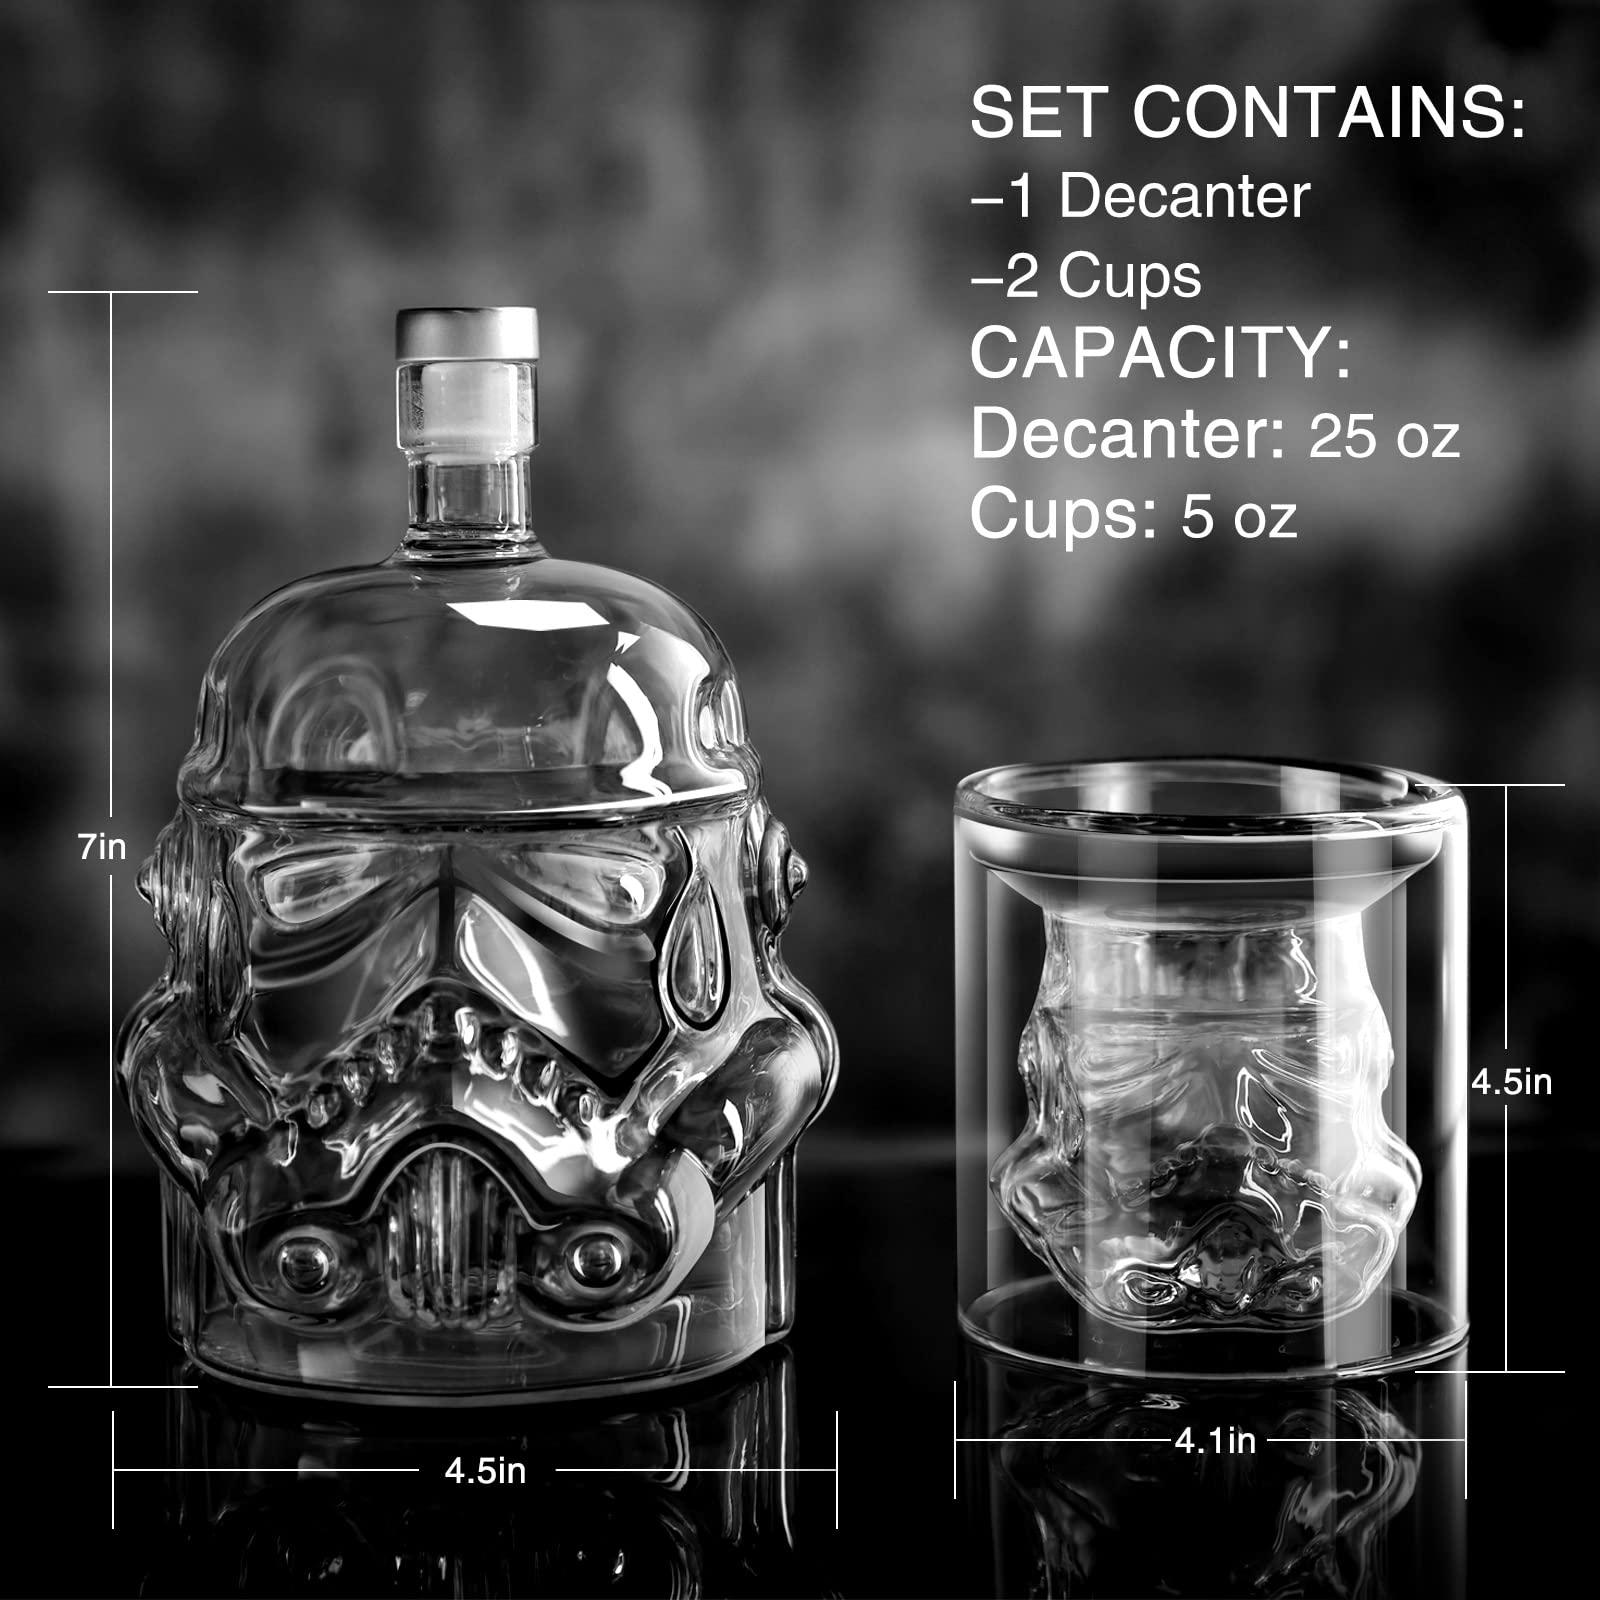 SET CONTAINS:
–1 Decanter
–2 Cups
CAPACITY:
Decanter: 25 oz
Cups: 5 oz
7in
4.5in
4.5in
4.1in